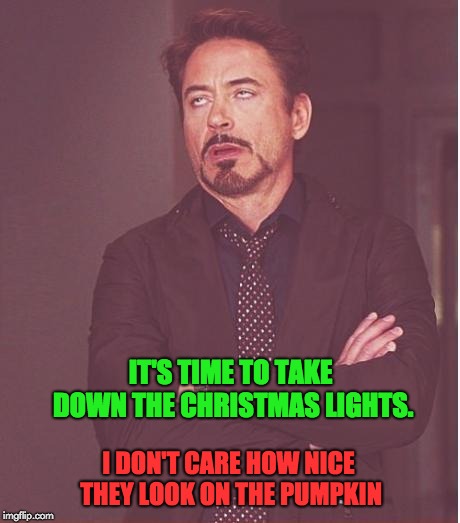 IT'S TIME TO TAKE
DOWN THE CHRISTMAS LIGHTS.
I DON'T CARE HOW NICE
THEY LOOK ON THE PUMPKIN
imgflip.com